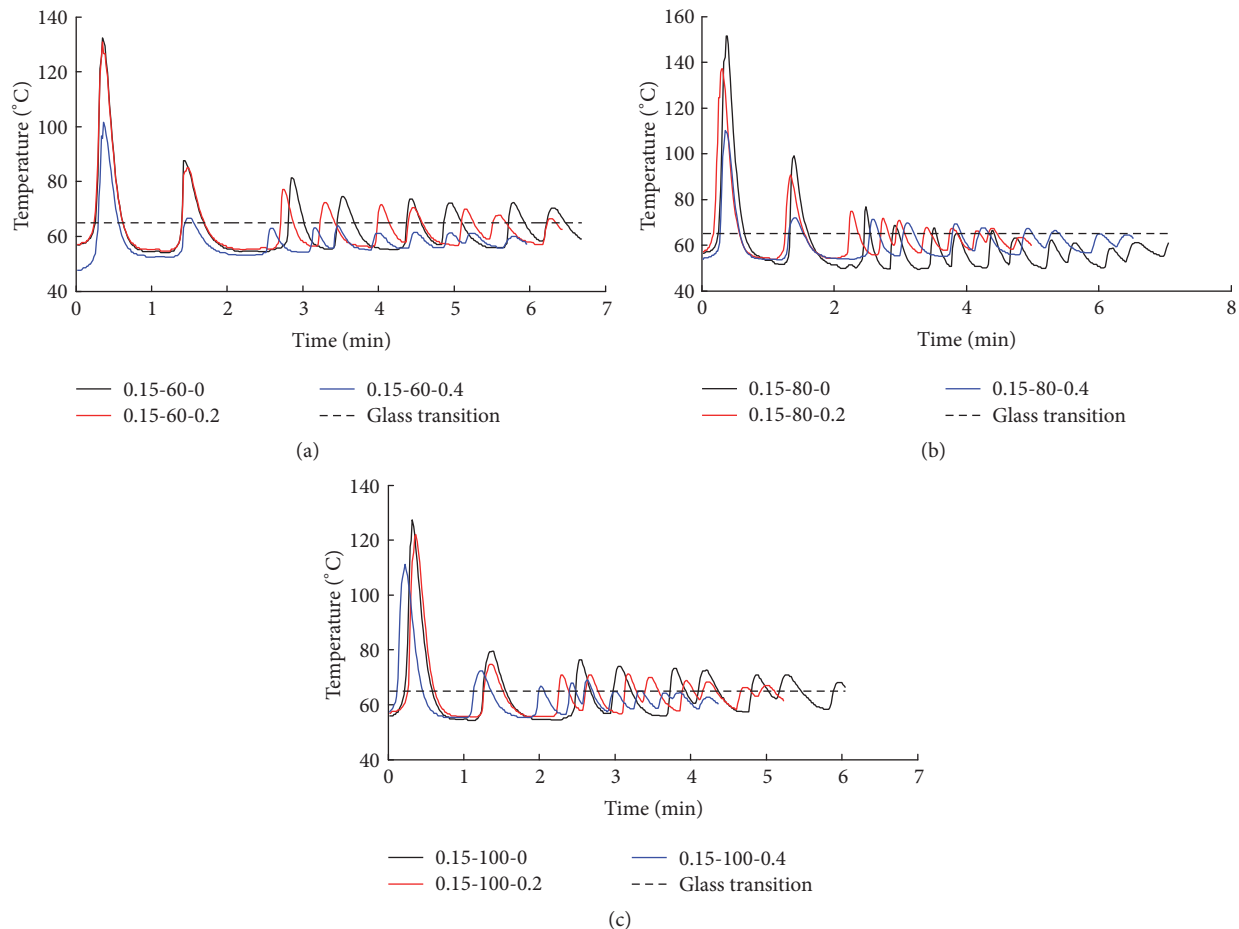 140
120
100
80
60
40
Temperature (°C)
0 1 2 3 4 5 6 7
Time (min)
0.15-60-0
0.15-60-0.2
0.15-60-0.4
Glass transition
(a)
160
140
120
100
80
60
40
Temperature (°C)
0 2 4 6 8
Time (min)
0.15-80-0
0.15-80-0.2
0.15-80-0.4
Glass transition
(b)
140
120
100
80
60
40
Temperature (°C)
0 1 2 3 4 5 6 7
Time (min)
0.15-100-0
0.15-100-0.2
0.15-100-0.4
Glass transition
(c)